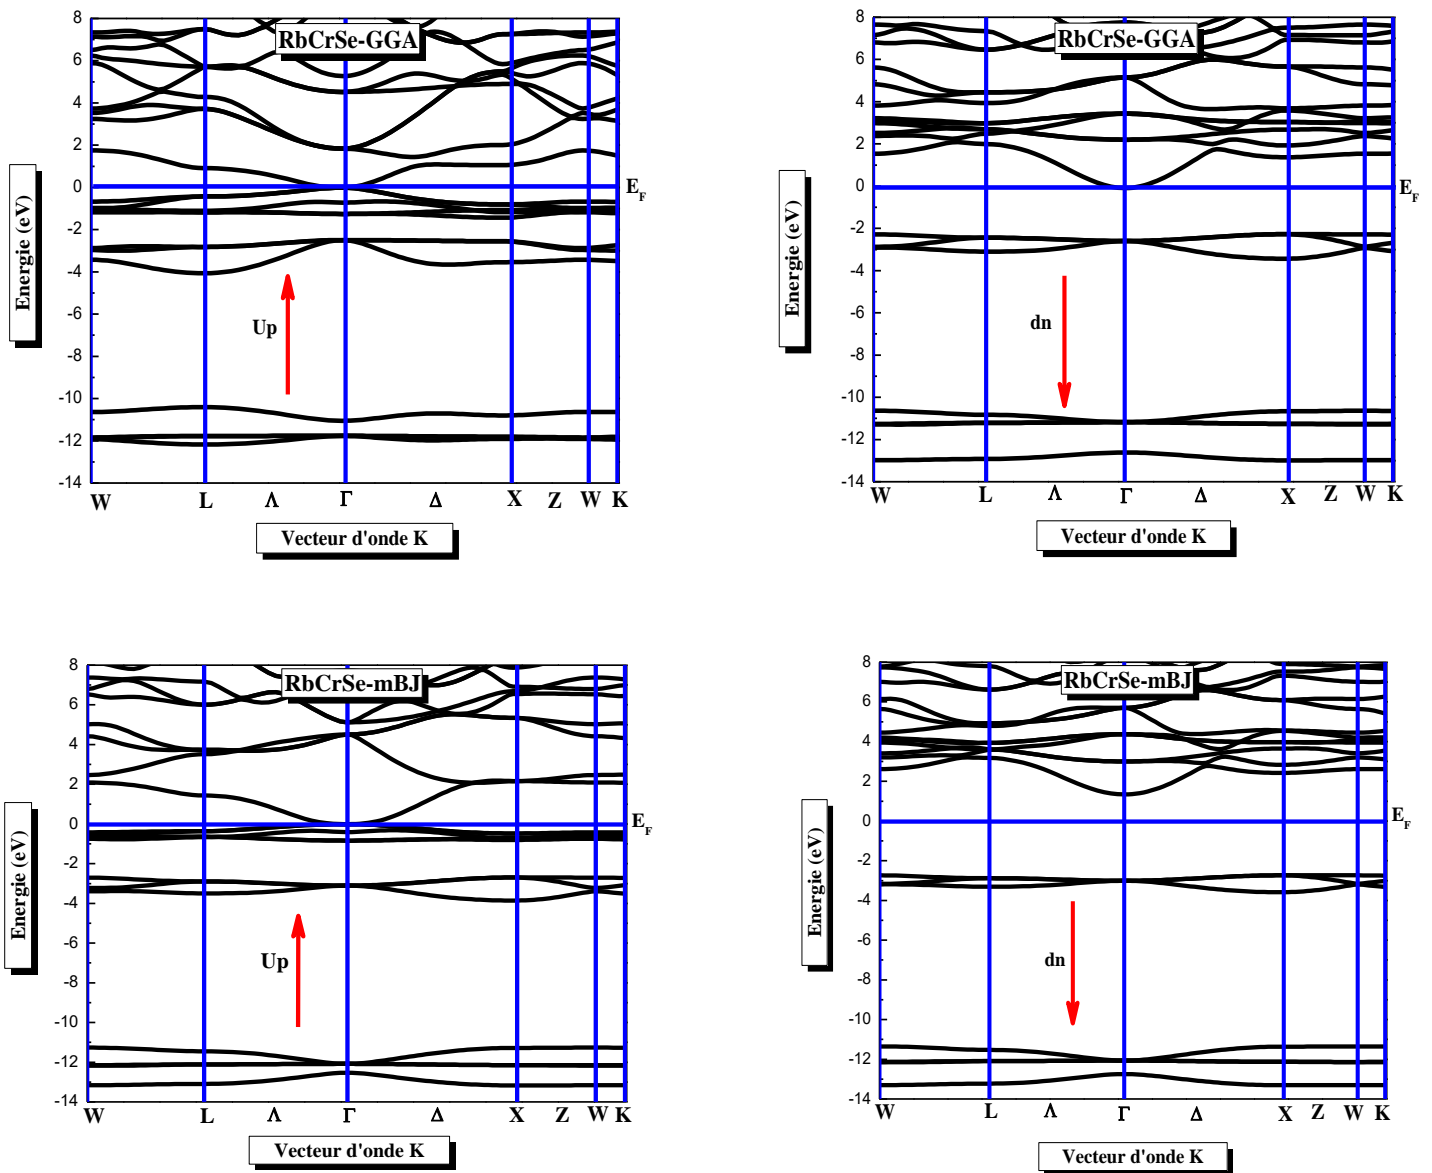 RbCrSe-GGA
8
6
4
2
0
-2
-4
-6
-8
-10
-12
-14
Energie (eV)
E_F
Up
W L Λ Γ Δ X Z W K
Vecteur d'onde K
RbCrSe-GGA
8
6
4
2
0
-2
-4
-6
-8
-10
-12
-14
Energie (eV)
E_F
dn
W L Λ Γ Δ X Z W K
Vecteur d'onde K
RbCrSe-mBJ
8
6
4
2
0
-2
-4
-6
-8
-10
-12
-14
Energie (eV)
E_F
Up
W L Λ Γ Δ X Z W K
Vecteur d'onde K
RbCrSe-mBJ
8
6
4
2
0
-2
-4
-6
-8
-10
-12
-14
Energie (eV)
E_F
dn
W L Λ Γ Δ X Z W K
Vecteur d'onde K